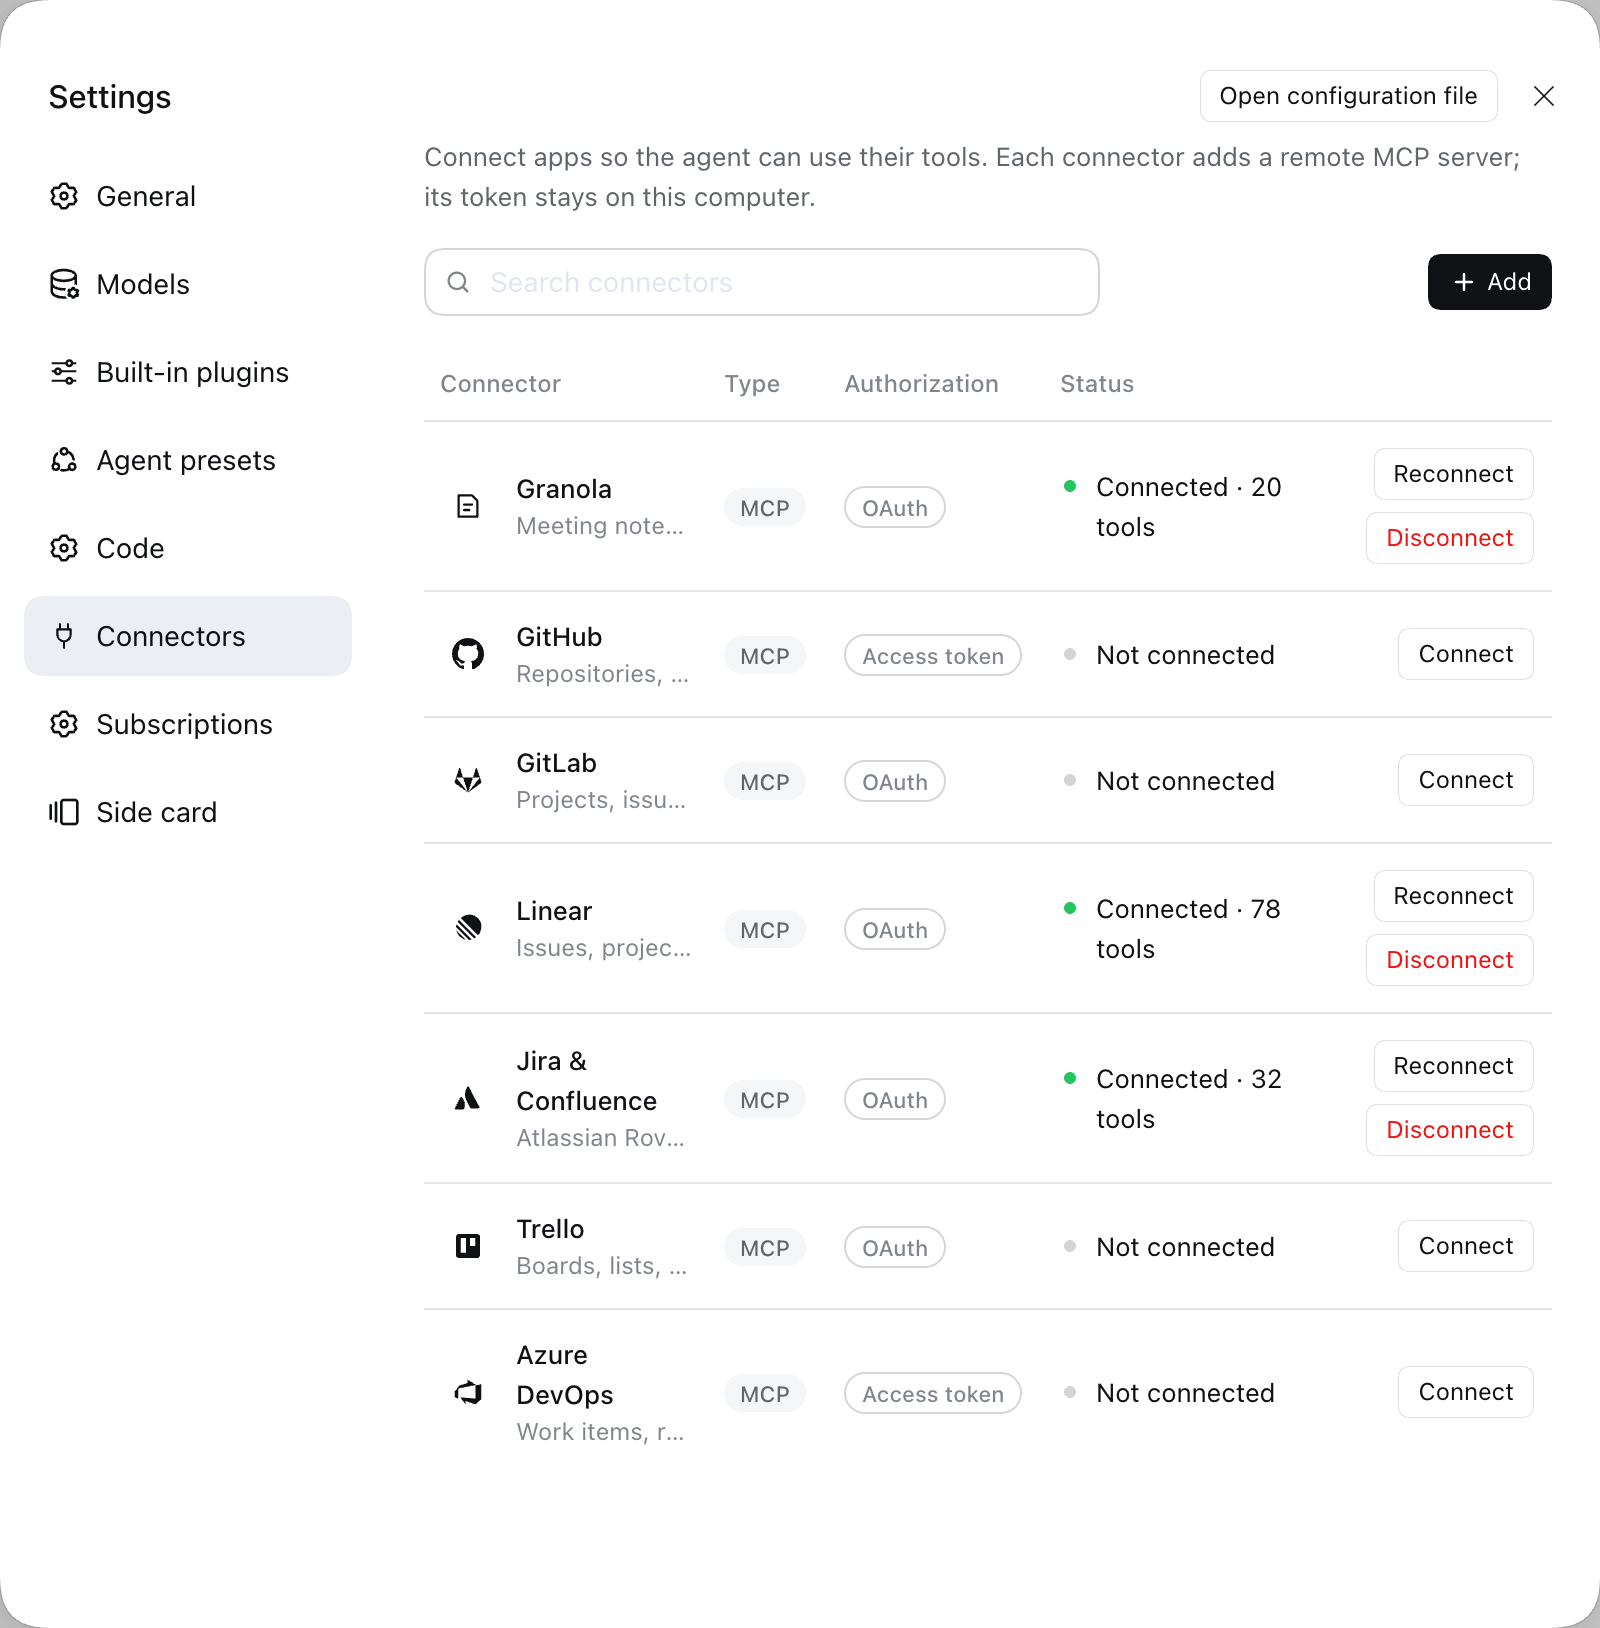 Settings
Open configuration file
General
Models
Built-in plugins
Agent presets
Code
Connectors
Subscriptions
Side card
Connect apps so the agent can use their tools. Each connector adds a remote MCP server;
its token stays on this computer.
Search connectors
+ Add
Connector Type Authorization Status
Granola
Meeting note...
MCP
OAuth
Connected · 20
tools
Reconnect
Disconnect
GitHub
Repositories, ...
MCP
Access token
Not connected
Connect
GitLab
Projects, issu...
MCP
OAuth
Not connected
Connect
Linear
Issues, projec...
MCP
OAuth
Connected · 78
tools
Reconnect
Disconnect
Jira &
Confluence
Atlassian Rov...
MCP
OAuth
Connected · 32
tools
Reconnect
Disconnect
Trello
Boards, lists, ...
MCP
OAuth
Not connected
Connect
Azure
DevOps
Work items, r...
MCP
Access token
Not connected
Connect